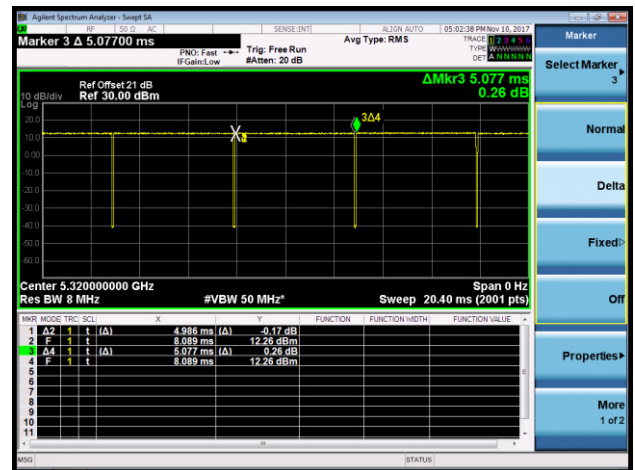 Agilent Spectrum Analyzer - Swept SA
RF 50 Ω AC SENSE:INT ALIGN AUTO 05:02:38 PM Nov 10, 2017
Marker 3 Δ 5.07700 ms
PNO: Fast
IFGain:Low
Trig: Free Run
#Atten: 20 dB
Avg Type: RMS
TRACE 1 2 3 4 5 6
TYPE WWWWWW
DET A N N N N N
Ref Offset 21 dB
Ref 30.00 dBm
10 dB/div
Log
ΔMkr3 5.077 ms
0.26 dB
20.0
10.0
0.00
-10.0
-20.0
-30.0
-40.0
-50.0
-60.0
3Δ4
Center 5.320000000 GHz
Span 0 Hz
Res BW 8 MHz
#VBW 50 MHz*
Sweep 20.40 ms (2001 pts)
MKR MODE TRC SCL X Y FUNCTION FUNCTION WIDTH FUNCTION VALUE
1 Δ2 1 t (Δ) 4.986 ms (Δ) -0.17 dB
2 F 1 t 8.089 ms 12.26 dBm
3 Δ4 1 t (Δ) 5.077 ms (Δ) 0.26 dB
4 F 1 t 8.089 ms 12.26 dBm
5
6
7
8
9
10
11
MSG STATUS
Marker
Select Marker
3
Normal
Delta
Fixed
Off
Properties
More
1 of 2